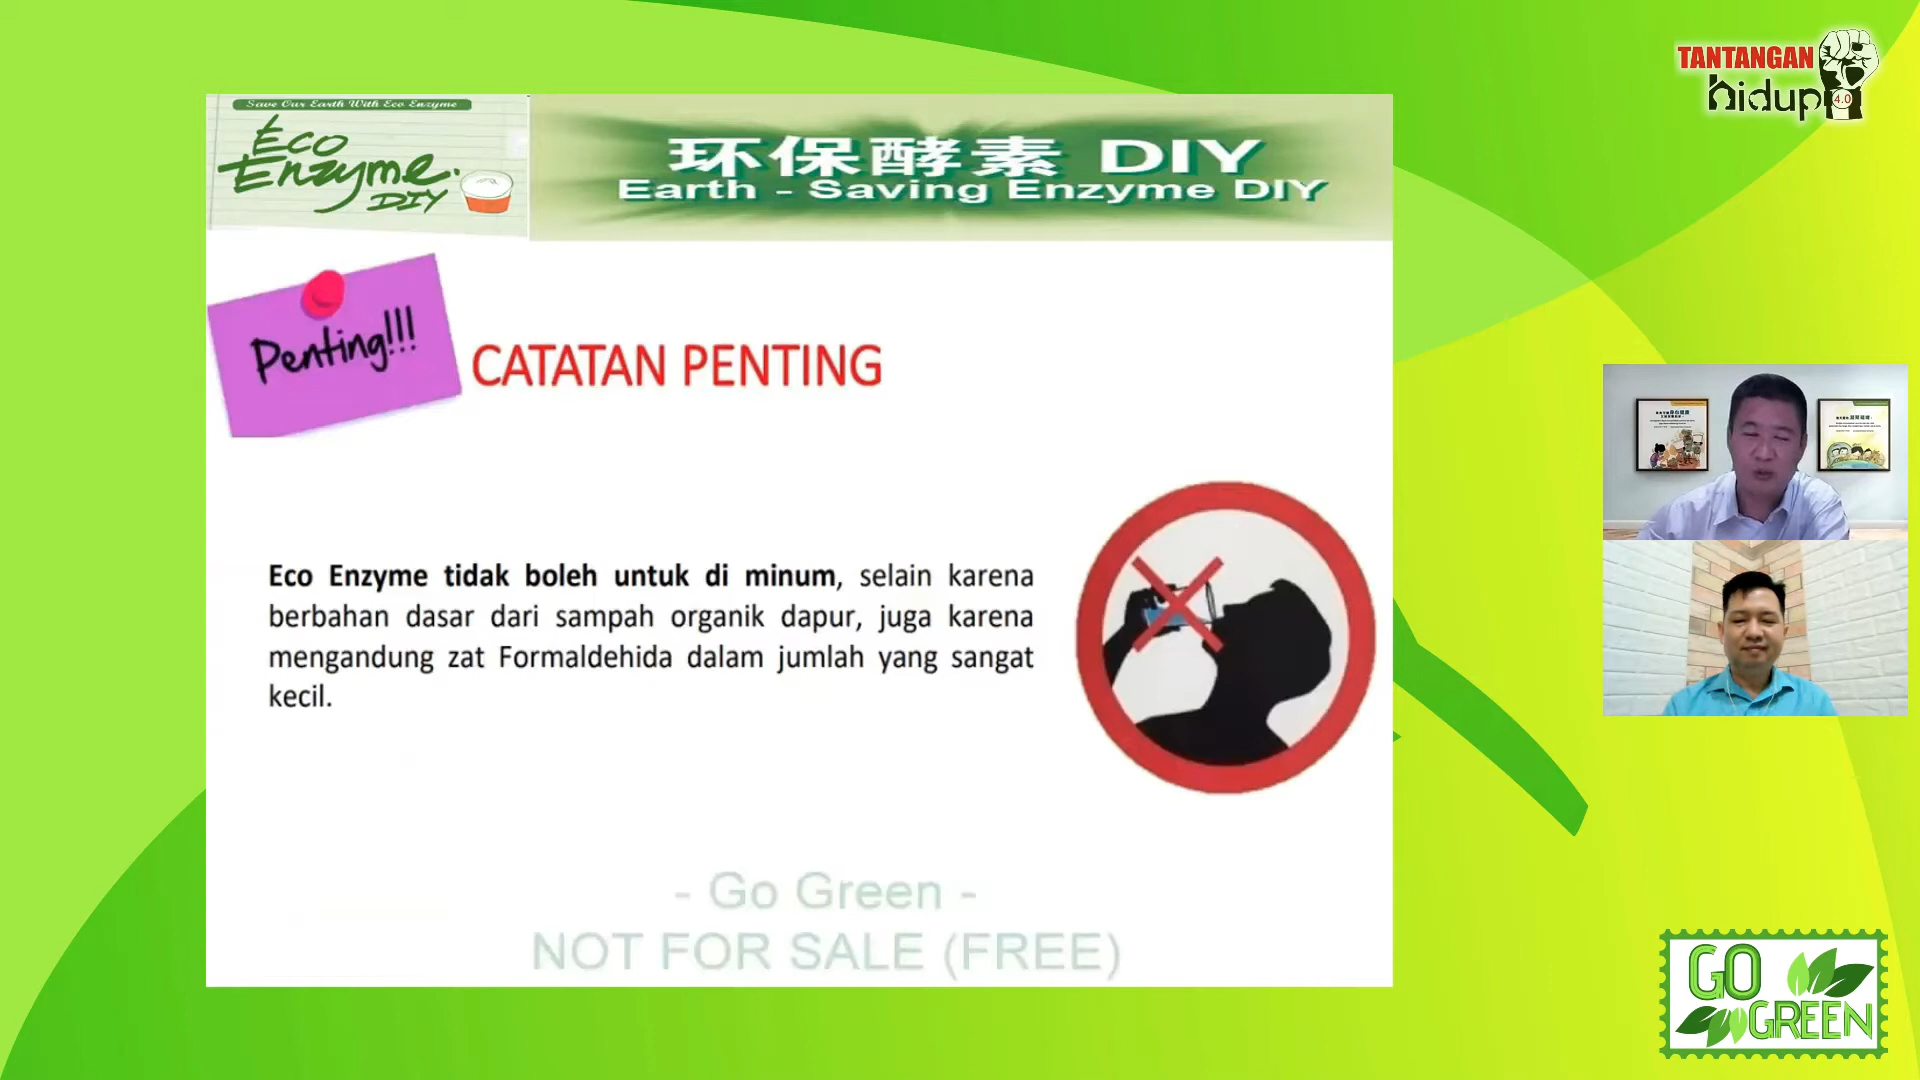 TANTANGAN
hidup
4.0
Save Our Earth With Eco Enzyme
Eco
Enzyme
DIY
环保酵素 DIY
Earth - Saving Enzyme DIY
Penting!!!
CATATAN PENTING
Eco Enzyme tidak boleh untuk di minum, selain karena
berbahan dasar dari sampah organik dapur, juga karena
mengandung zat Formaldehida dalam jumlah yang sangat
kecil.
- Go Green -
NOT FOR SALE (FREE)
GO
GREEN